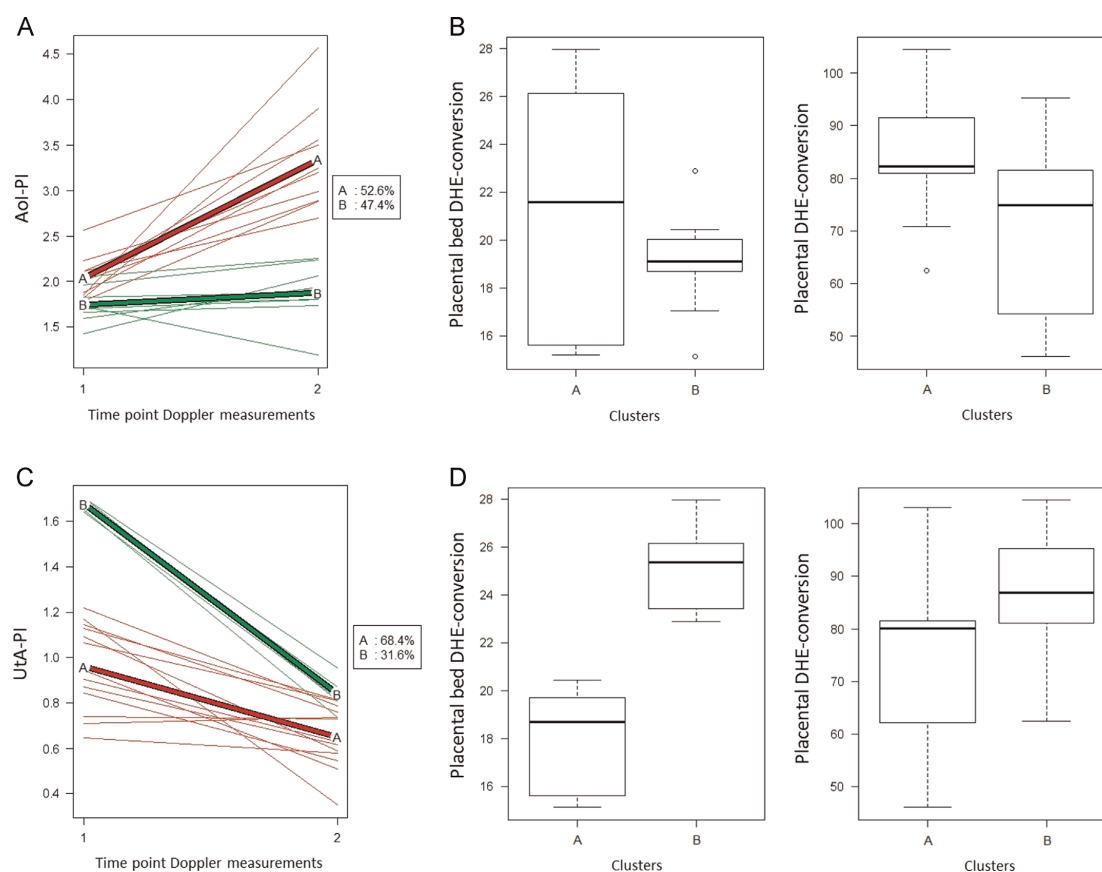 A
AoI-PI
4.5
4.0
3.5
3.0
2.5
2.0
1.5
A
B
A
B
1
2
Time point Doppler measurements
A : 52.6%
B : 47.4%
B
Placental bed DHE-conversion
28
26
24
22
20
18
16
A
B
Clusters
Placental DHE-conversion
100
90
80
70
60
50
A
B
Clusters
C
UtA-PI
1.6
1.4
1.2
1.0
0.8
0.6
0.4
B
A
B
A
1
2
Time point Doppler measurements
A : 68.4%
B : 31.6%
D
Placental bed DHE-conversion
28
26
24
22
20
18
16
A
B
Clusters
Placental DHE-conversion
100
90
80
70
60
50
A
B
Clusters